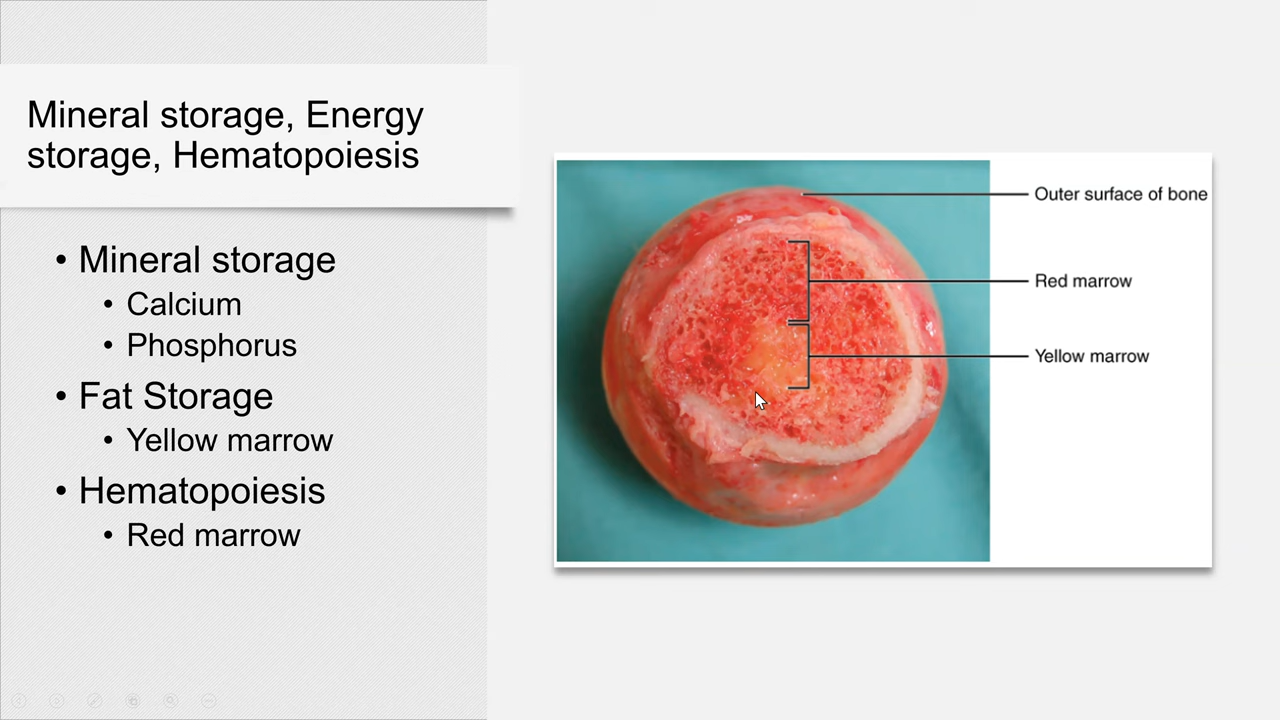 Mineral storage, Energy
storage, Hematopoiesis
• Mineral storage
• Calcium
• Phosphorus
• Fat Storage
• Yellow marrow
• Hematopoiesis
• Red marrow
Outer surface of bone
Red marrow
Yellow marrow